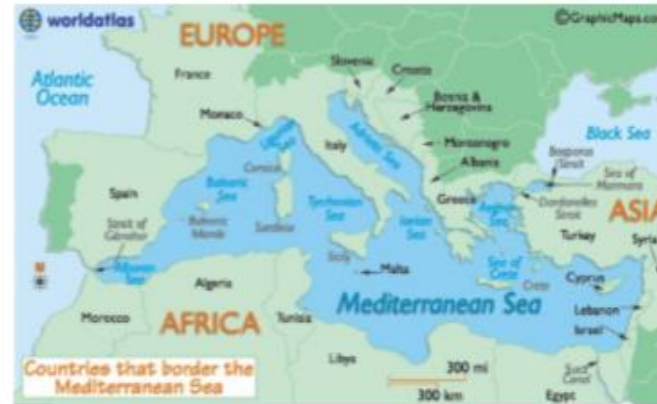 worldatlas
©GraphicMaps.co
EUROPE
Slovenia
Croatia
France
Atlantic
Ocean
Bosnia &
Herzegovina
Monaco
Black Sea
Italy
Adriatic Sea
Montenegro
Albania
Bosporus
Strait
Sea of
Marmara
Corsica
Spain
Balearic
Sea
Greece
Dardanelles
Strait
ASIA
Strait of
Gibraltar
Balearic
Islands
Sardinia
Tyrrhenian
Sea
Ionian
Sea
Aegean
Sea
Turkey
Syria
Alboran
Sea
Sicily
Malta
Sea of
Crete
Crete
Cyprus
Algeria
Mediterranean Sea
Lebanon
Morocco
AFRICA
Tunisia
Israel
Countries that border the
Mediterranean Sea
Libya
300 mi
300 km
Suez
Canal
Egypt